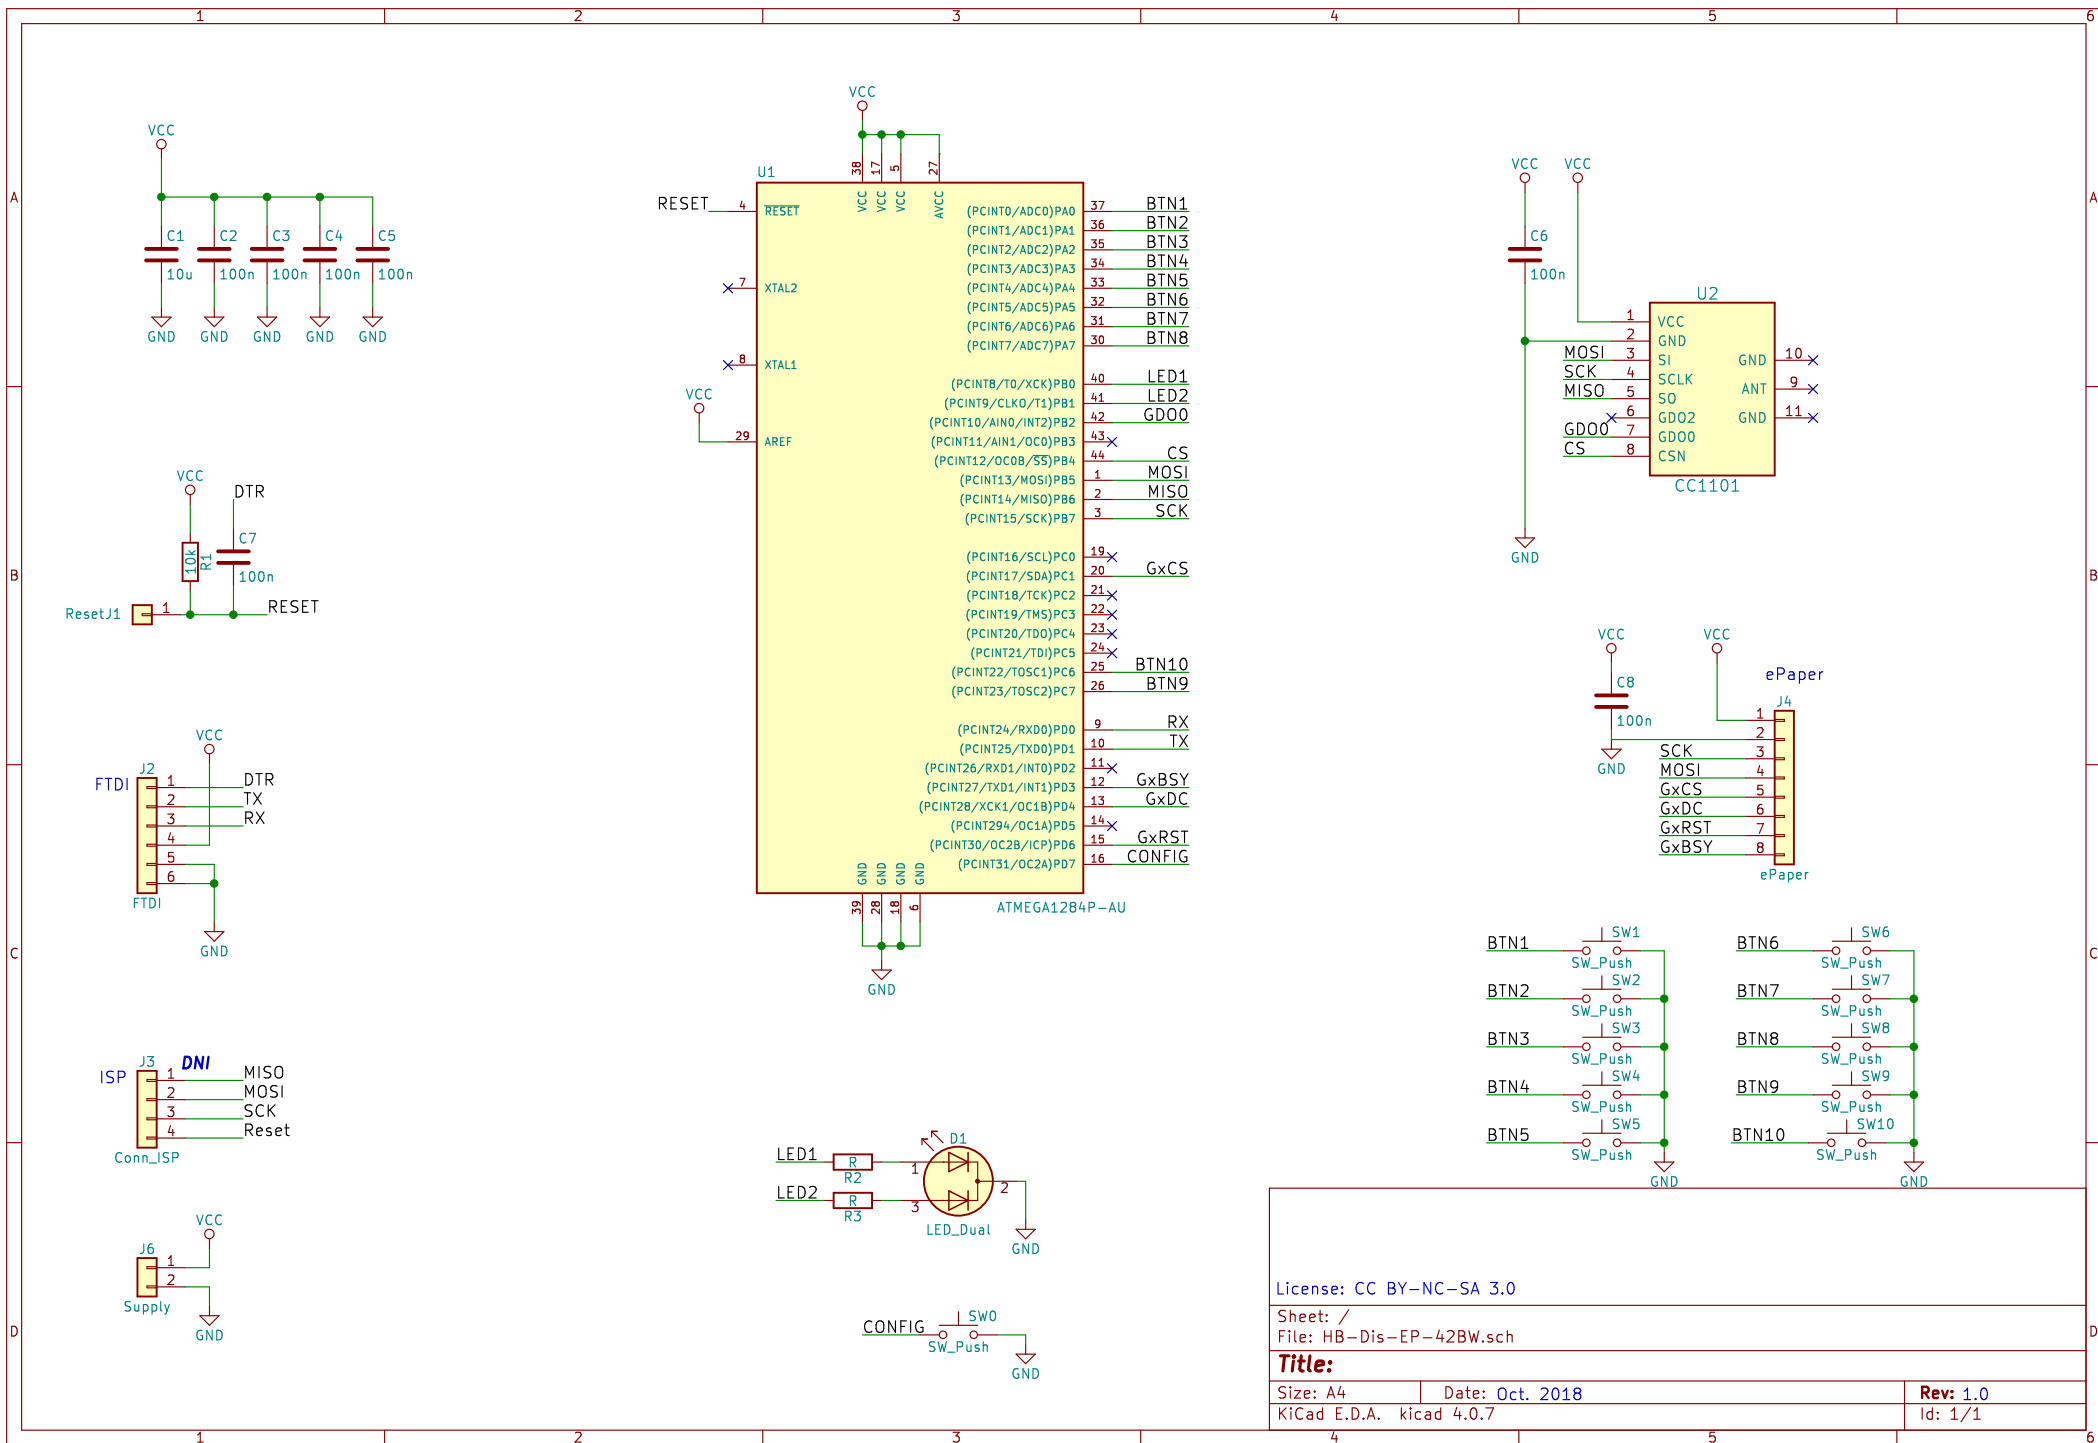 1 2 3 4 5 6
A
B
C
D
A
B
C
D
1 2 3 4 5 6
VCC
C1
10u
GND
C2
100n
GND
C3
100n
GND
C4
100n
GND
C5
100n
GND
VCC
DTR
10k
R1
C7
100n
ResetJ1
1
RESET
VCC
J2
FTDI
1 DTR
2 TX
3 RX
4
5
6
FTDI
GND
J3
DNI
ISP
1 MISO
2 MOSI
3 SCK
4 Reset
Conn_ISP
VCC
J6
1
2
Supply
GND
VCC
U1
38 17 5 27
VCC VCC VCC AVCC
RESET 4 RESET
7 XTAL2
8 XTAL1
VCC
29 AREF
(PCINT0/ADC0)PA0 37 BTN1
(PCINT1/ADC1)PA1 36 BTN2
(PCINT2/ADC2)PA2 35 BTN3
(PCINT3/ADC3)PA3 34 BTN4
(PCINT4/ADC4)PA4 33 BTN5
(PCINT5/ADC5)PA5 32 BTN6
(PCINT6/ADC6)PA6 31 BTN7
(PCINT7/ADC7)PA7 30 BTN8
(PCINT8/T0/XCK)PB0 40 LED1
(PCINT9/CLKO/T1)PB1 41 LED2
(PCINT10/AIN0/INT2)PB2 42 GDO0
(PCINT11/AIN1/OC0)PB3 43
(PCINT12/OC0B/SS)PB4 44 CS
(PCINT13/MOSI)PB5 1 MOSI
(PCINT14/MISO)PB6 2 MISO
(PCINT15/SCK)PB7 3 SCK
(PCINT16/SCL)PC0 19
(PCINT17/SDA)PC1 20 GxCS
(PCINT18/TCK)PC2 21
(PCINT19/TMS)PC3 22
(PCINT20/TDO)PC4 23
(PCINT21/TDI)PC5 24
(PCINT22/TOSC1)PC6 25 BTN10
(PCINT23/TOSC2)PC7 26 BTN9
(PCINT24/RXD0)PD0 9 RX
(PCINT25/TXD0)PD1 10 TX
(PCINT26/RXD1/INT0)PD2 11
(PCINT27/TXD1/INT1)PD3 12 GxBSY
(PCINT28/XCK1/OC1B)PD4 13 GxDC
(PCINT294/OC1A)PD5 14
(PCINT30/OC2B/ICP)PD6 15 GxRST
(PCINT31/OC2A)PD7 16 CONFIG
GND GND GND GND
39 28 18 6
ATMEGA1284P-AU
GND
LED1
R
R2
LED2
R
R3
D1
1
3
2
LED_Dual
GND
CONFIG
SW0
SW_Push
GND
VCC VCC
C6
100n
GND
U2
1 VCC
2 GND
MOSI 3 SI
SCK 4 SCLK
MISO 5 SO
6 GDO2
GDO0 7 GDO0
CS 8 CSN
GND 10
ANT 9
GND 11
CC1101
VCC VCC
ePaper
C8
100n
GND
J4
1
2
SCK 3
MOSI 4
GxCS 5
GxDC 6
GxRST 7
GxBSY 8
ePaper
BTN1 SW1
SW_Push
BTN2 SW2
SW_Push
BTN3 SW3
SW_Push
BTN4 SW4
SW_Push
BTN5 SW5
SW_Push
GND
BTN6 SW6
SW_Push
BTN7 SW7
SW_Push
BTN8 SW8
SW_Push
BTN9 SW9
SW_Push
BTN10 SW10
SW_Push
GND
License: CC BY-NC-SA 3.0
Sheet: /
File: HB-Dis-EP-42BW.sch
Title:
Size: A4 Date: Oct. 2018 Rev: 1.0
KiCad E.D.A. kicad 4.0.7 Id: 1/1